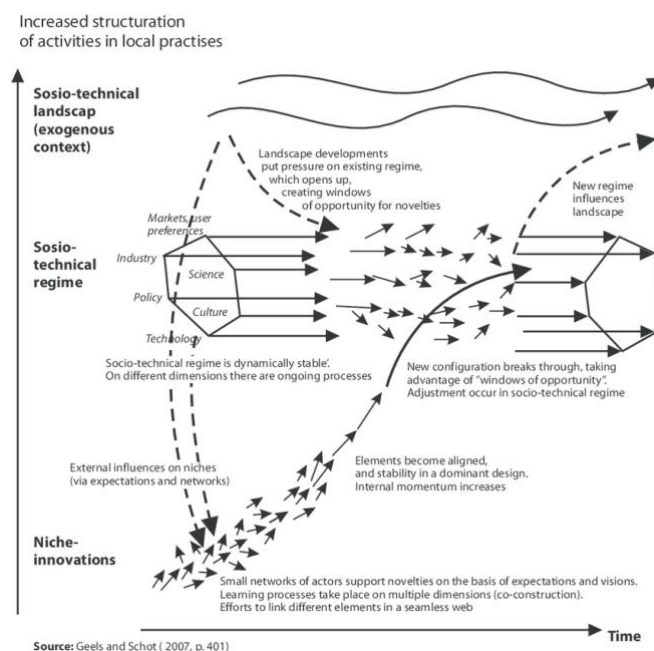 Increased structuration
of activities in local practises
Sosio-technical
landscap
(exogenous
context)
Landscape developments
put pressure on existing regime,
which opens up,
creating windows
of opportunity for novelties
New regime
influences
landscape
Markets, user
preferences
Sosio-
technical
regime
Industry
Science
Policy
Culture
Technology
Socio-technical regime is dynamically stable'.
On different dimensions there are ongoing processes
New configuration breaks through, taking
advantage of "windows of opportunity".
Adjustment occur in socio-technical regime
External influences on niches
(via expectations and networks)
Elements become aligned,
and stability in a dominant design.
Internal momentum increases
Niche-
innovations
Small networks of actors support novelties on the basis of expectations and visions.
Learning processes take place on multiple dimensions (co-construction).
Efforts to link different elements in a seamless web
Time
Source: Geels and Schot ( 2007, p. 401)